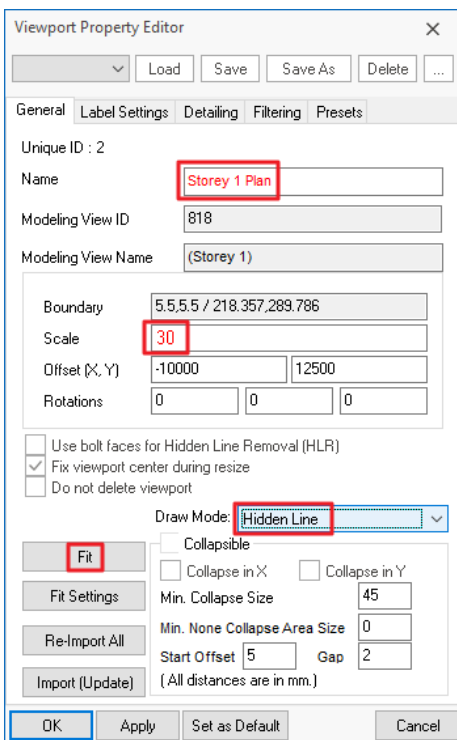 Viewport Property Editor
Load Save Save As Delete ...
General Label Settings Detailing Filtering Presets
Unique ID : 2
Name Storey 1 Plan
Modeling View ID 818
Modeling View Name (Storey 1)
Boundary 5.5,5.5 / 218.357,289.786
Scale 30
Offset (X, Y) -10000 12500
Rotations 0 0 0
Use bolt faces for Hidden Line Removal (HLR)
Fix viewport center during resize
Do not delete viewport
Draw Mode: Hidden Line
Fit Collapsible
Collapse in X Collapse in Y
Fit Settings Min. Collapse Size 45
Re-Import All Min. None Collapse Area Size 0
Start Offset 5 Gap 2
Import (Update) (All distances are in mm.)
OK Apply Set as Default Cancel